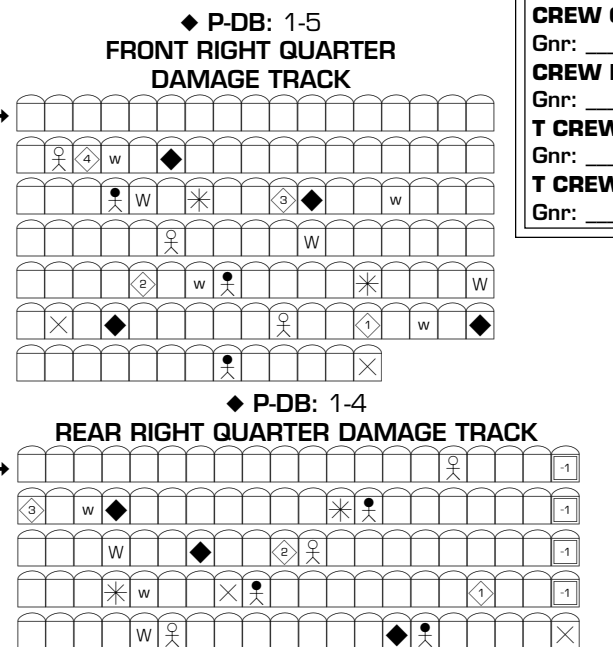 ◆ P-DB: 1-5
FRONT RIGHT QUARTER
DAMAGE TRACK
4 w
W 3 w
W
2 w W
1 w
◆ P-DB: 1-4
REAR RIGHT QUARTER DAMAGE TRACK
-1
3 w -1
W 2 -1
w 1 -1
W
CREW
Gnr:
CREW
Gnr:
T CREW
Gnr:
T CREW
Gnr: